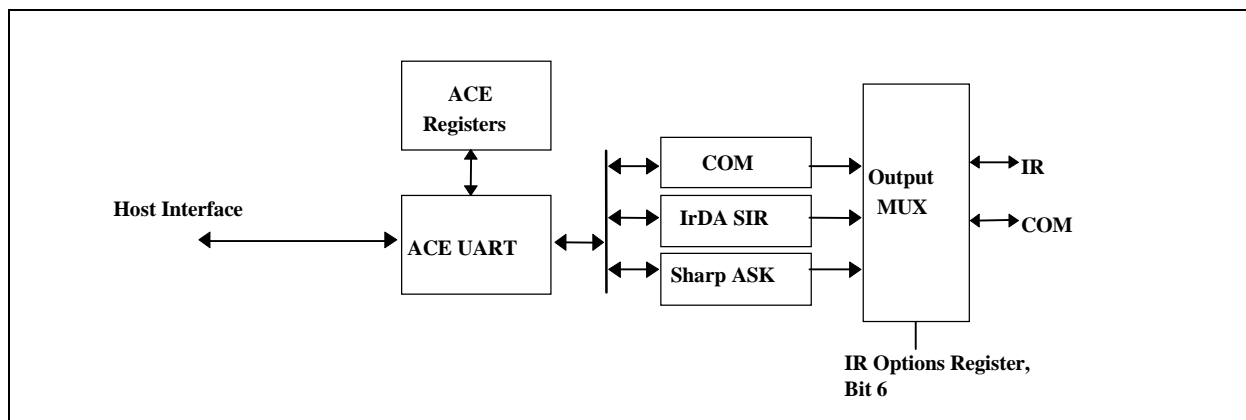 ACE
Registers
Host Interface
ACE UART
COM
IrDA SIR
Sharp ASK
Output
MUX
IR
COM
IR Options Register,
Bit 6